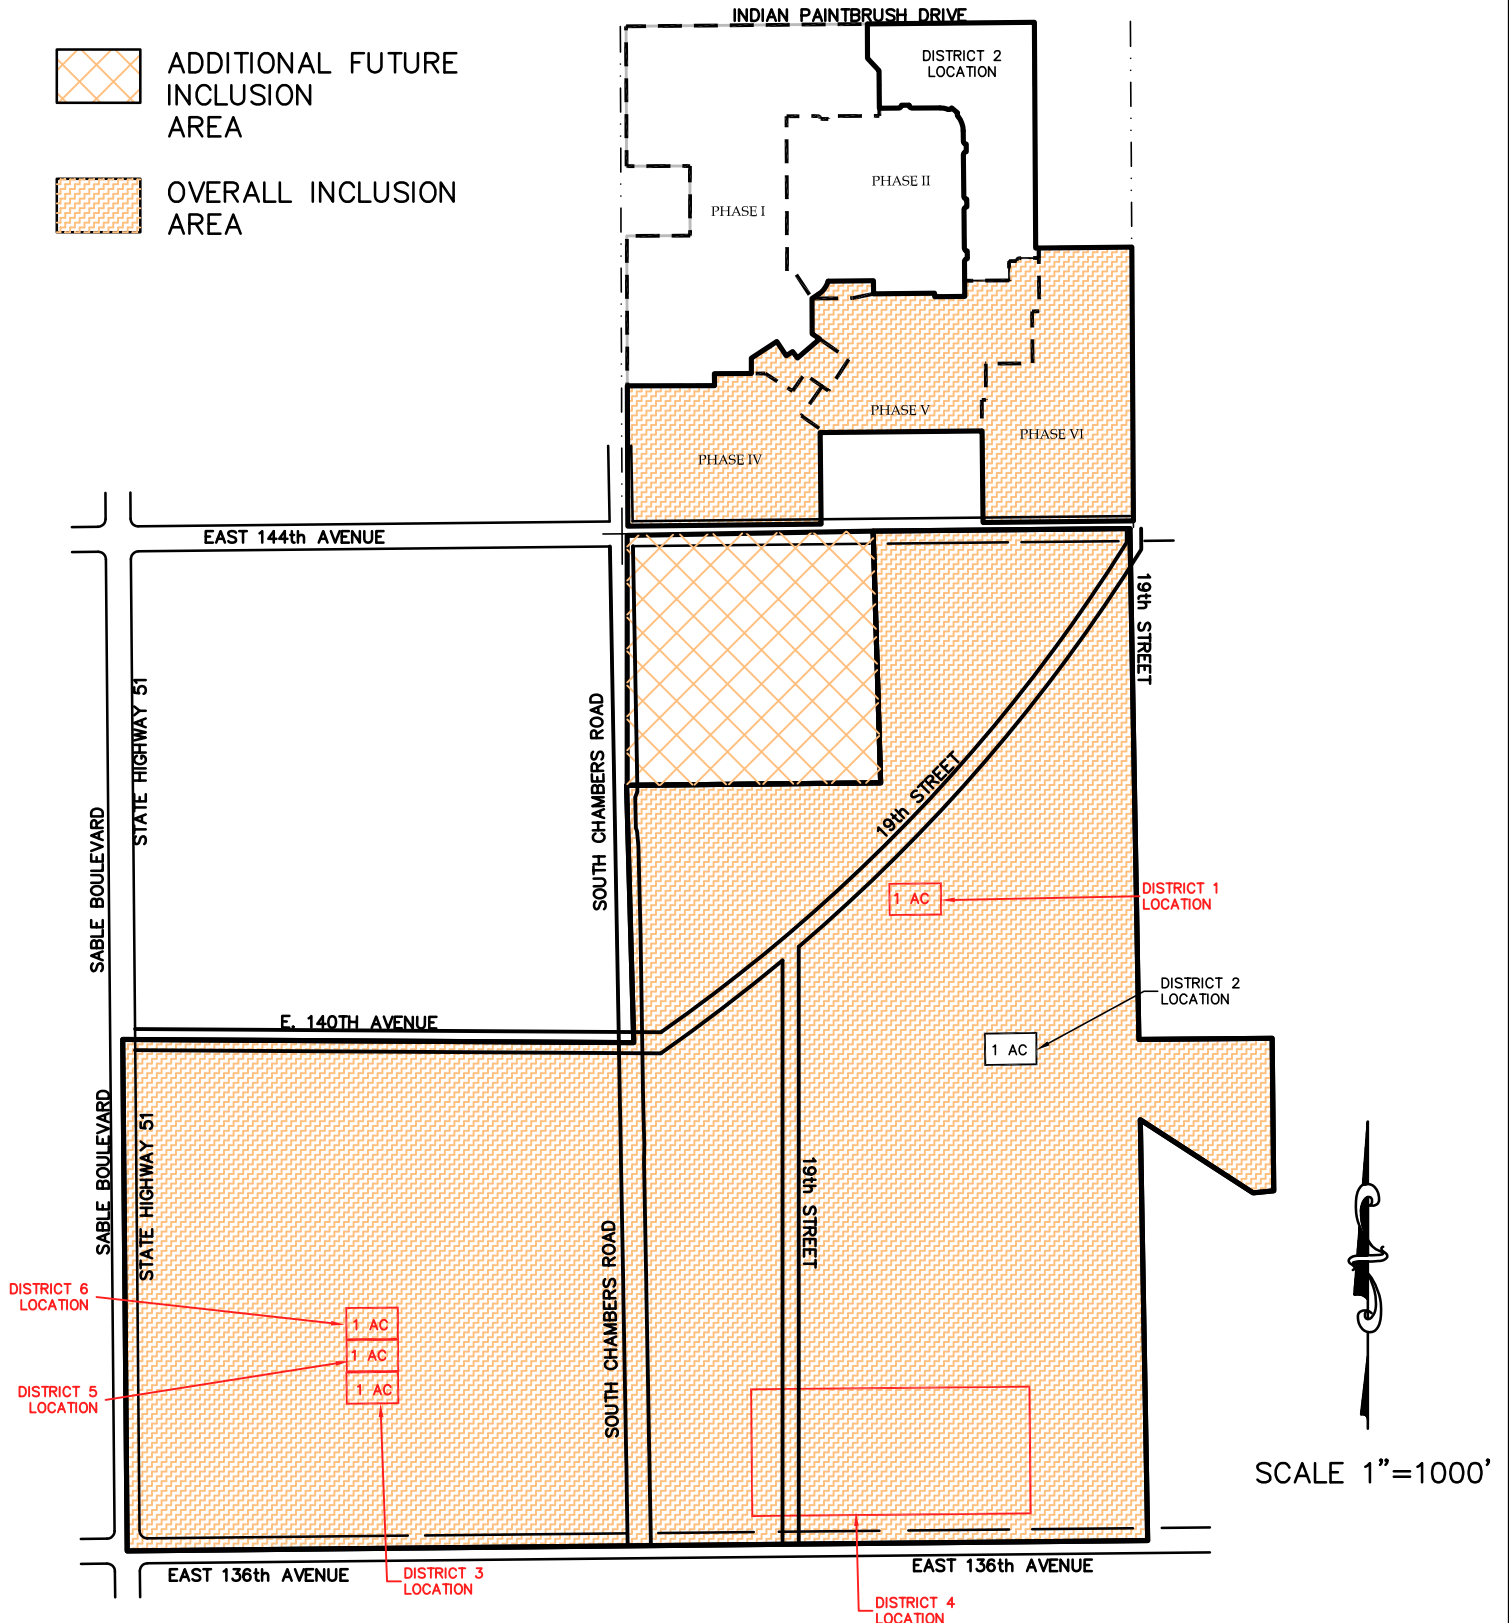 INDIAN PAINTBRUSH DRIVE
ADDITIONAL FUTURE
INCLUSION
AREA
OVERALL INCLUSION
AREA
DISTRICT 2
LOCATION
PHASE II
PHASE I
PHASE V
PHASE VI
PHASE IV
EAST 144th AVENUE
19th STREET
STATE HIGHWAY 51
SOUTH CHAMBERS ROAD
SABLE BOULEVARD
19th STREET
1 AC
DISTRICT 1
LOCATION
DISTRICT 2
LOCATION
1 AC
E. 140TH AVENUE
SABLE BOULEVARD
STATE HIGHWAY 51
19th STREET
SOUTH CHAMBERS ROAD
DISTRICT 6
LOCATION
1 AC
1 AC
1 AC
DISTRICT 5
LOCATION
SCALE 1"=1000'
EAST 136th AVENUE
DISTRICT 3
LOCATION
EAST 136th AVENUE
DISTRICT 4
LOCATION